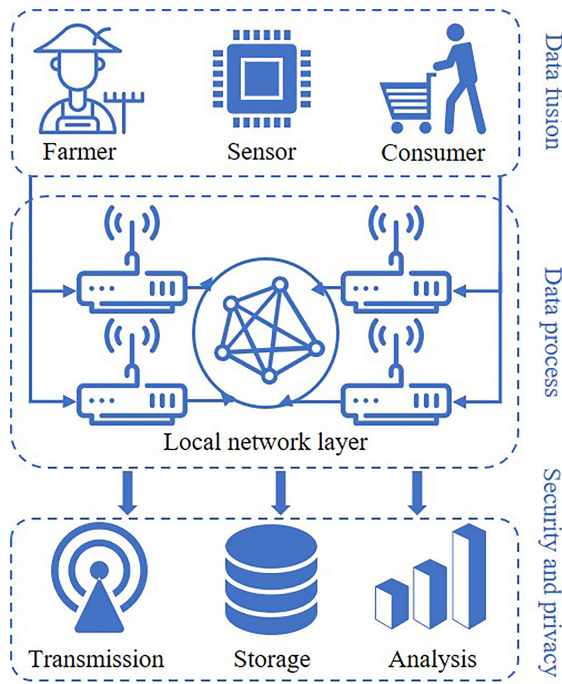 Farmer
Sensor
Consumer
Data fusion
Data process
Local network layer
Security and privacy
Transmission
Storage
Analysis